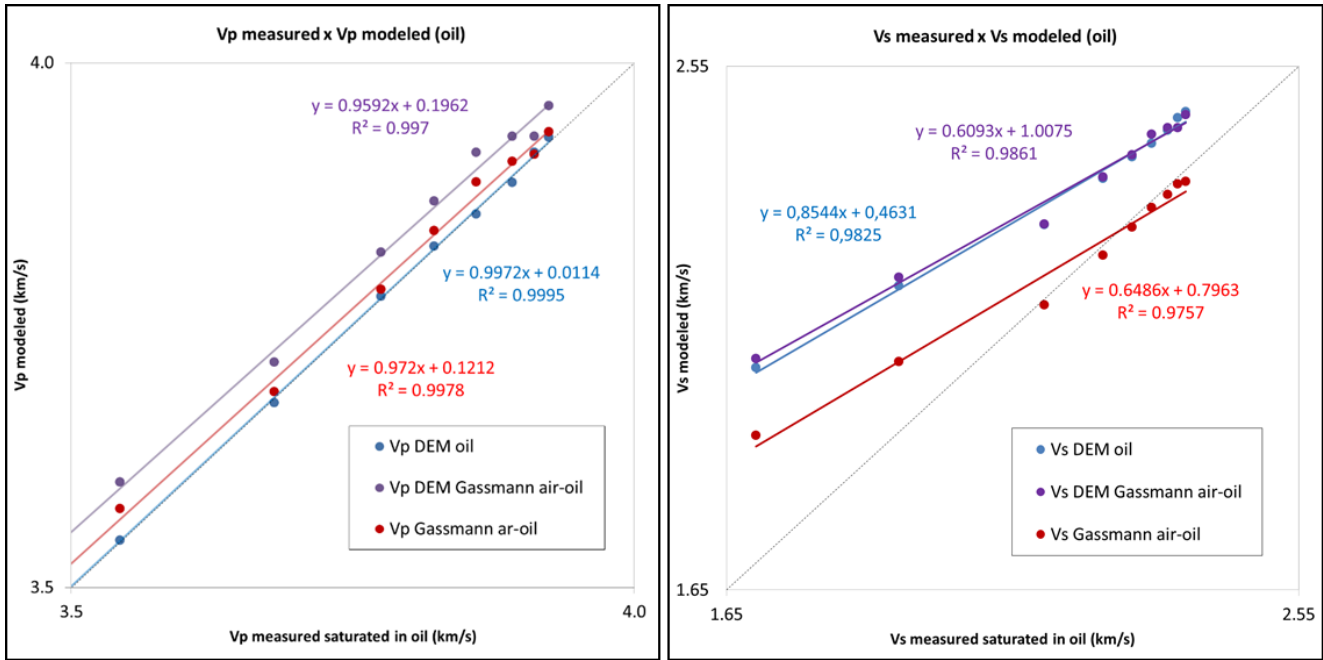 Vp measured x Vp modeled (oil)
4.0
y = 0.9592x + 0.1962
R² = 0.997
y = 0.9972x + 0.0114
R² = 0.9995
y = 0.972x + 0.1212
R² = 0.9978
Vp modeled (km/s)
Vp DEM oil
Vp DEM Gassmann air-oil
Vp Gassmann ar-oil
3.5
3.5
4.0
Vp measured saturated in oil (km/s)
Vs measured x Vs modeled (oil)
2.55
y = 0.6093x + 1.0075
R² = 0.9861
y = 0,8544x + 0,4631
R² = 0,9825
y = 0.6486x + 0.7963
R² = 0.9757
Vs modeled (km/s)
Vs DEM oil
Vs DEM Gassmann air-oil
Vs Gassmann air-oil
1.65
1.65
2.55
Vs measured saturated in oil (km/s)